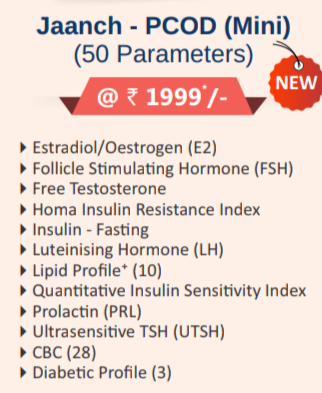 Jaanch - PCOD (Mini)
(50 Parameters)
@ ₹ 1999*/-
NEW
Estradiol/Oestrogen (E2)
Follicle Stimulating Hormone (FSH)
Free Testosterone
Homa Insulin Resistance Index
Insulin - Fasting
Luteinising Hormone (LH)
Lipid Profile⁺ (10)
Quantitative Insulin Sensitivity Index
Prolactin (PRL)
Ultrasensitive TSH (UTSH)
CBC (28)
Diabetic Profile (3)